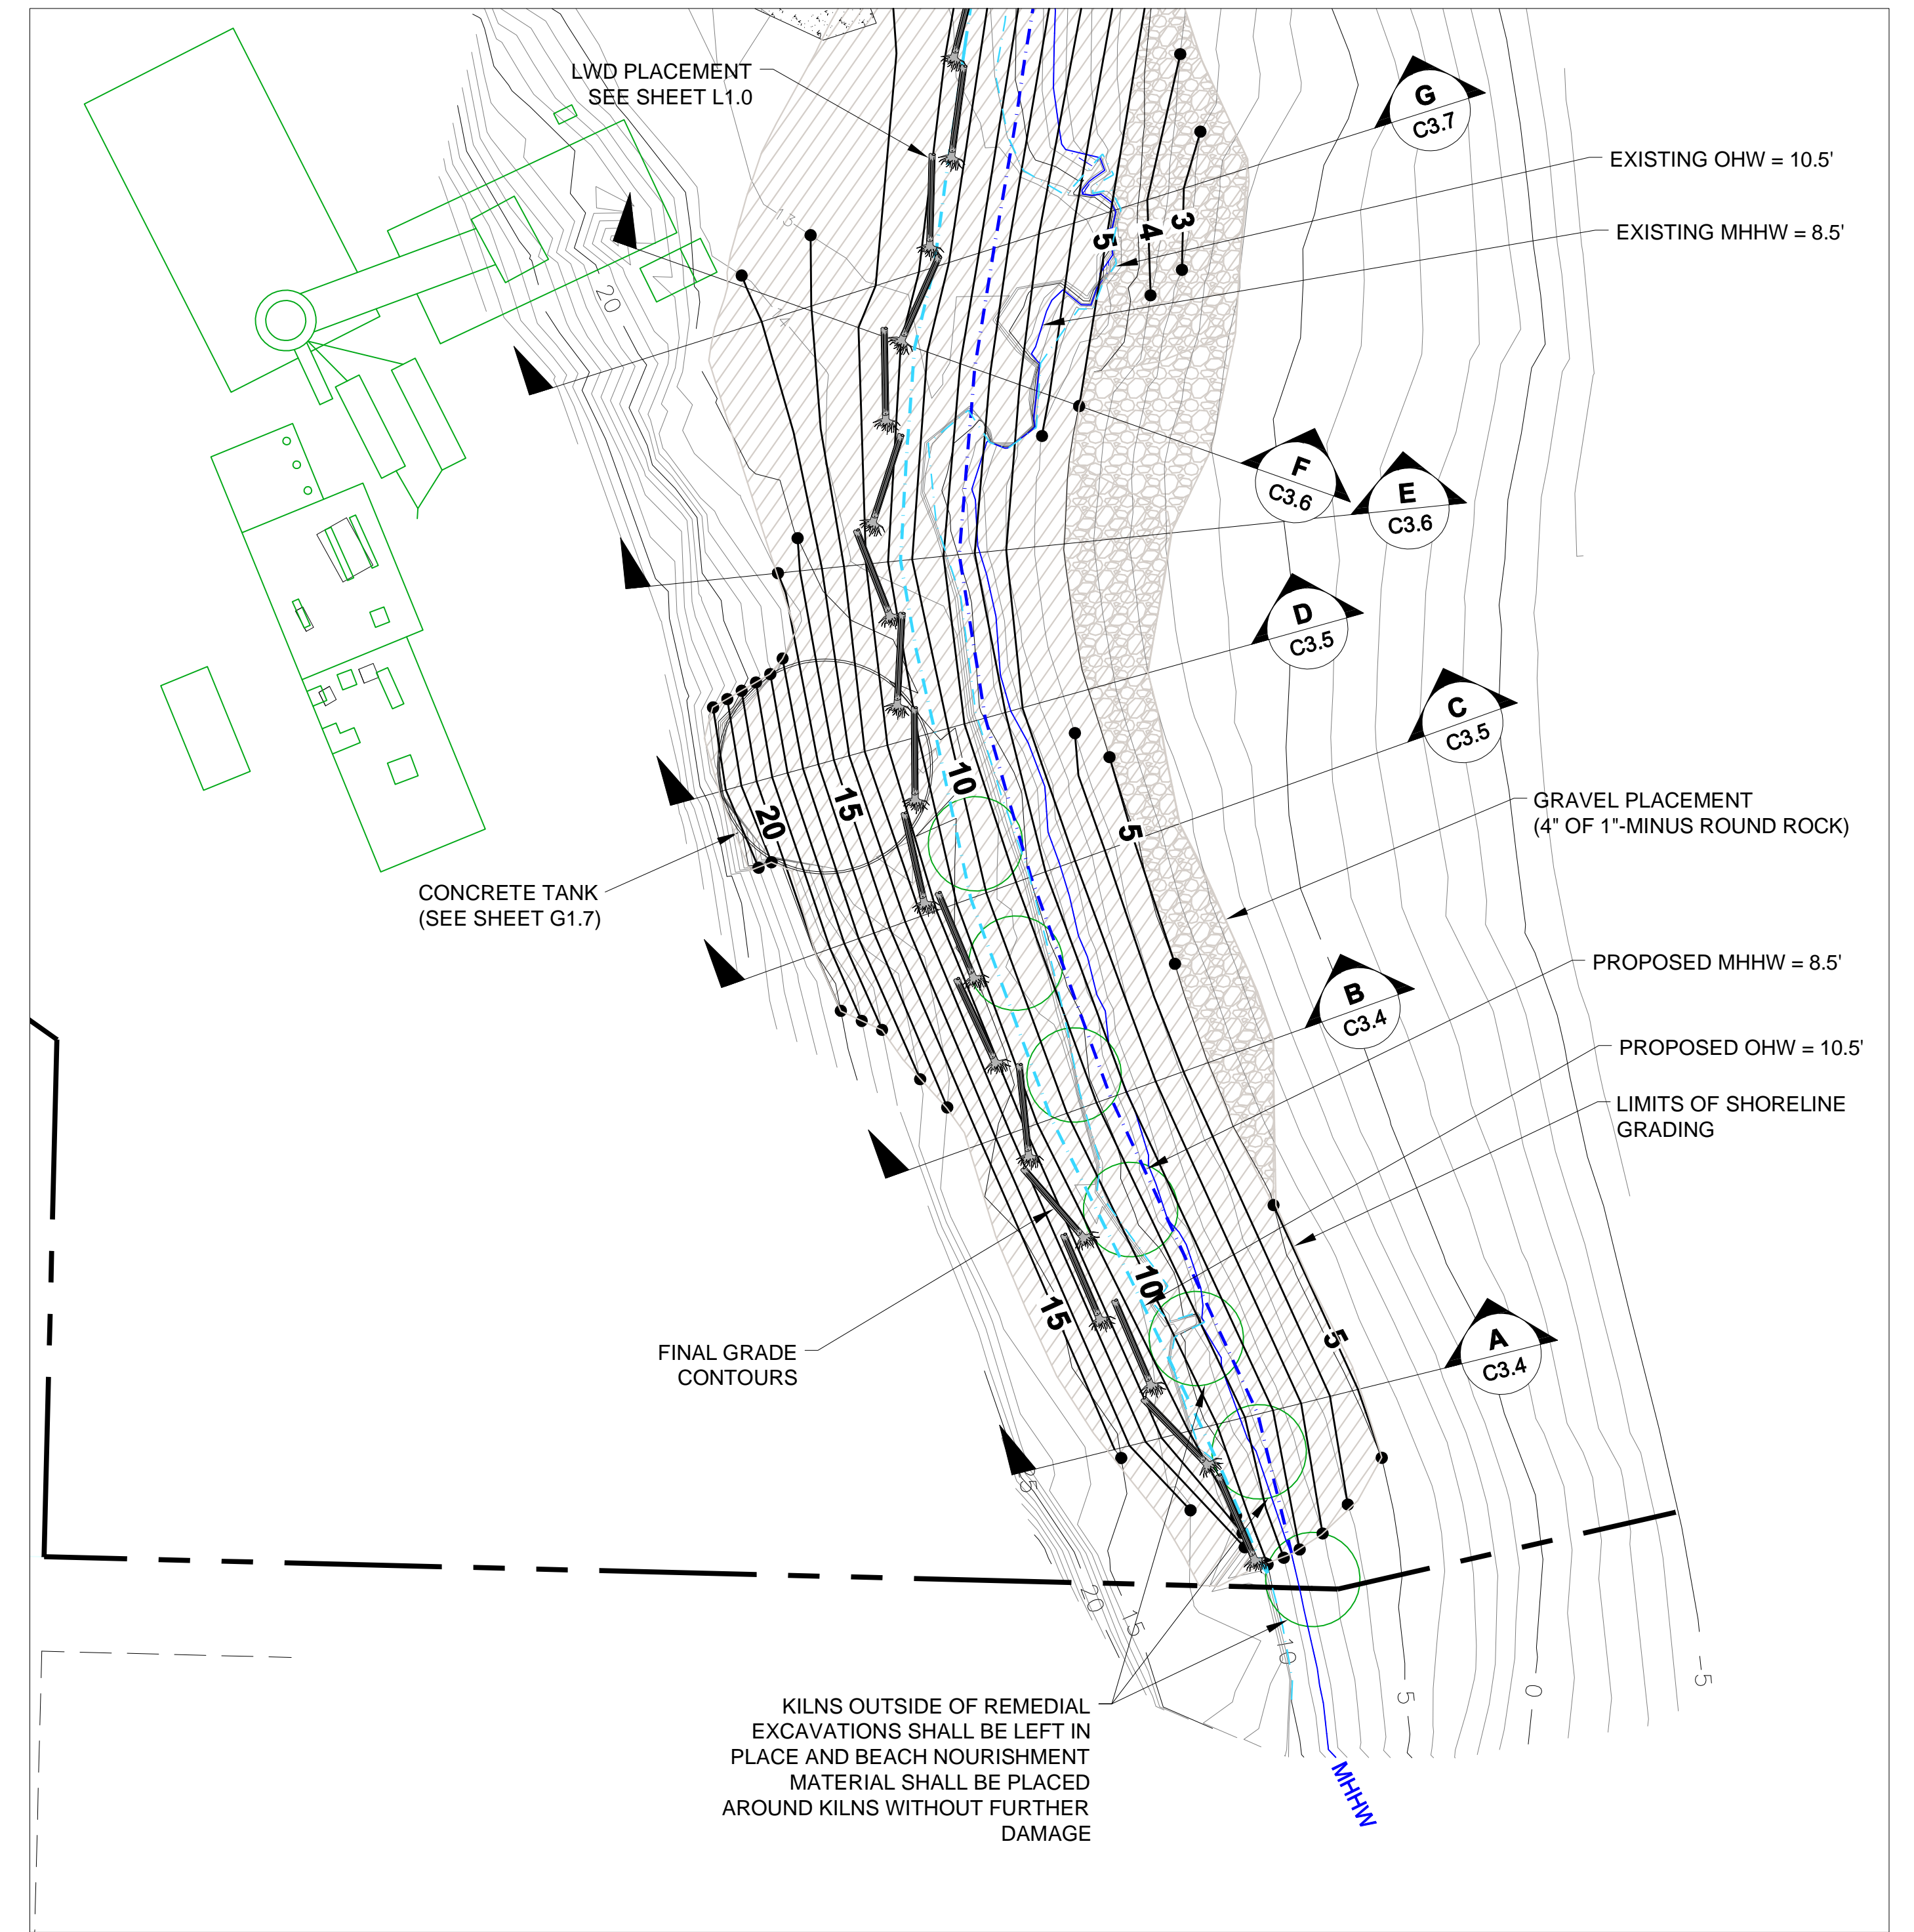 LWD PLACEMENT
SEE SHEET L1.0
G
C3.7
EXISTING OHW = 10.5'
EXISTING MHHW = 8.5'
13
14
20
5
4
3
F
C3.6
E
C3.6
D
C3.5
C
C3.5
10
15
20
5
GRAVEL PLACEMENT
(4" OF 1"-MINUS ROUND ROCK)
CONCRETE TANK
(SEE SHEET G1.7)
PROPOSED MHHW = 8.5'
B
C3.4
PROPOSED OHW = 10.5'
LIMITS OF SHORELINE
GRADING
10
15
5
A
C3.4
FINAL GRADE
CONTOURS
20
15
10
5
0
-5
KILNS OUTSIDE OF REMEDIAL
EXCAVATIONS SHALL BE LEFT IN
PLACE AND BEACH NOURISHMENT
MATERIAL SHALL BE PLACED
AROUND KILNS WITHOUT FURTHER
DAMAGE
MHHW